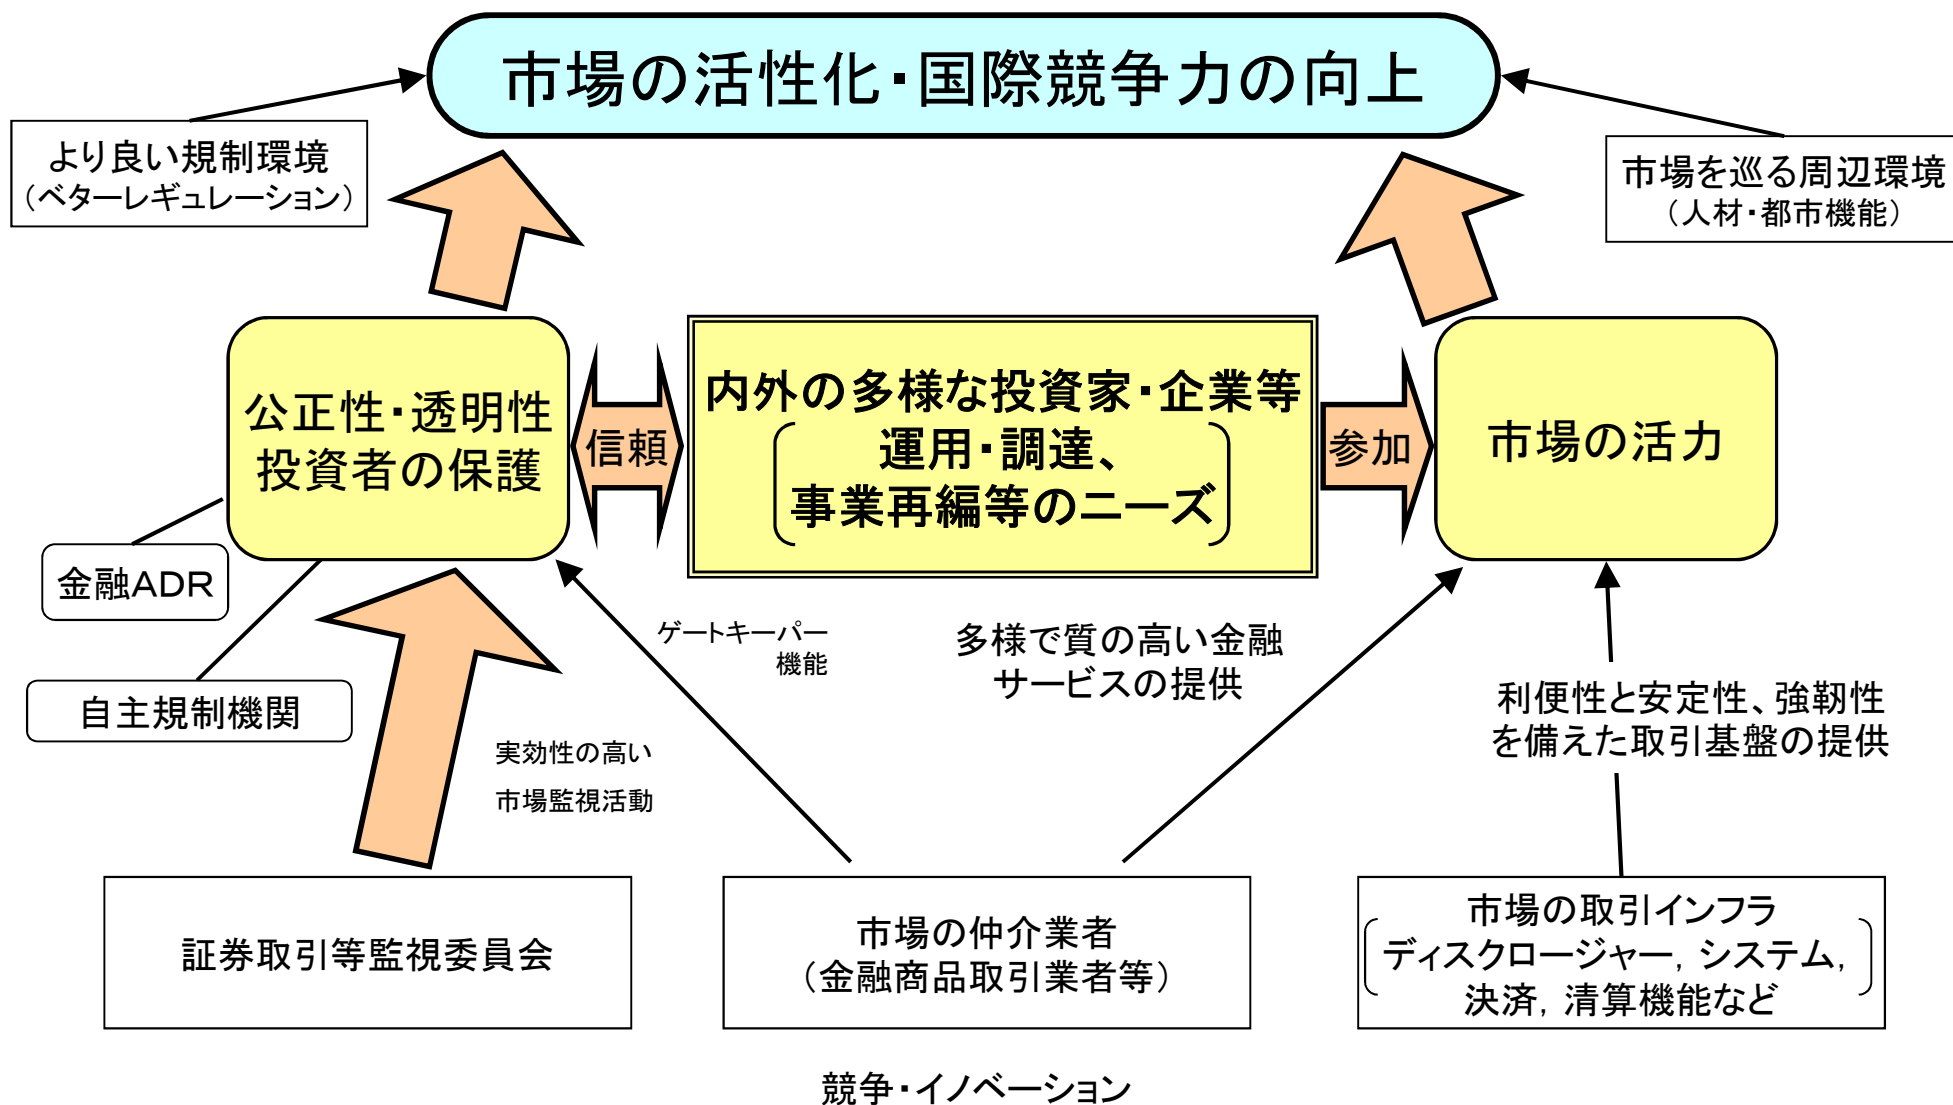 市場の活性化・国際競争力の向上
より良い規制環境
（ベターレギュレーション）
市場を巡る周辺環境
（人材・都市機能）
公正性・透明性
投資者の保護
信頼
内外の多様な投資家・企業等
運用・調達、
事業再編等のニーズ
参加
市場の活力
金融ADR
自主規制機関
ゲートキーパー
機能
多様で質の高い金融
サービスの提供
利便性と安定性、強靭性
を備えた取引基盤の提供
実効性の高い
市場監視活動
証券取引等監視委員会
市場の仲介業者
（金融商品取引業者等）
市場の取引インフラ
ディスクロージャー, システム,
決済, 清算機能など
競争・イノベーション